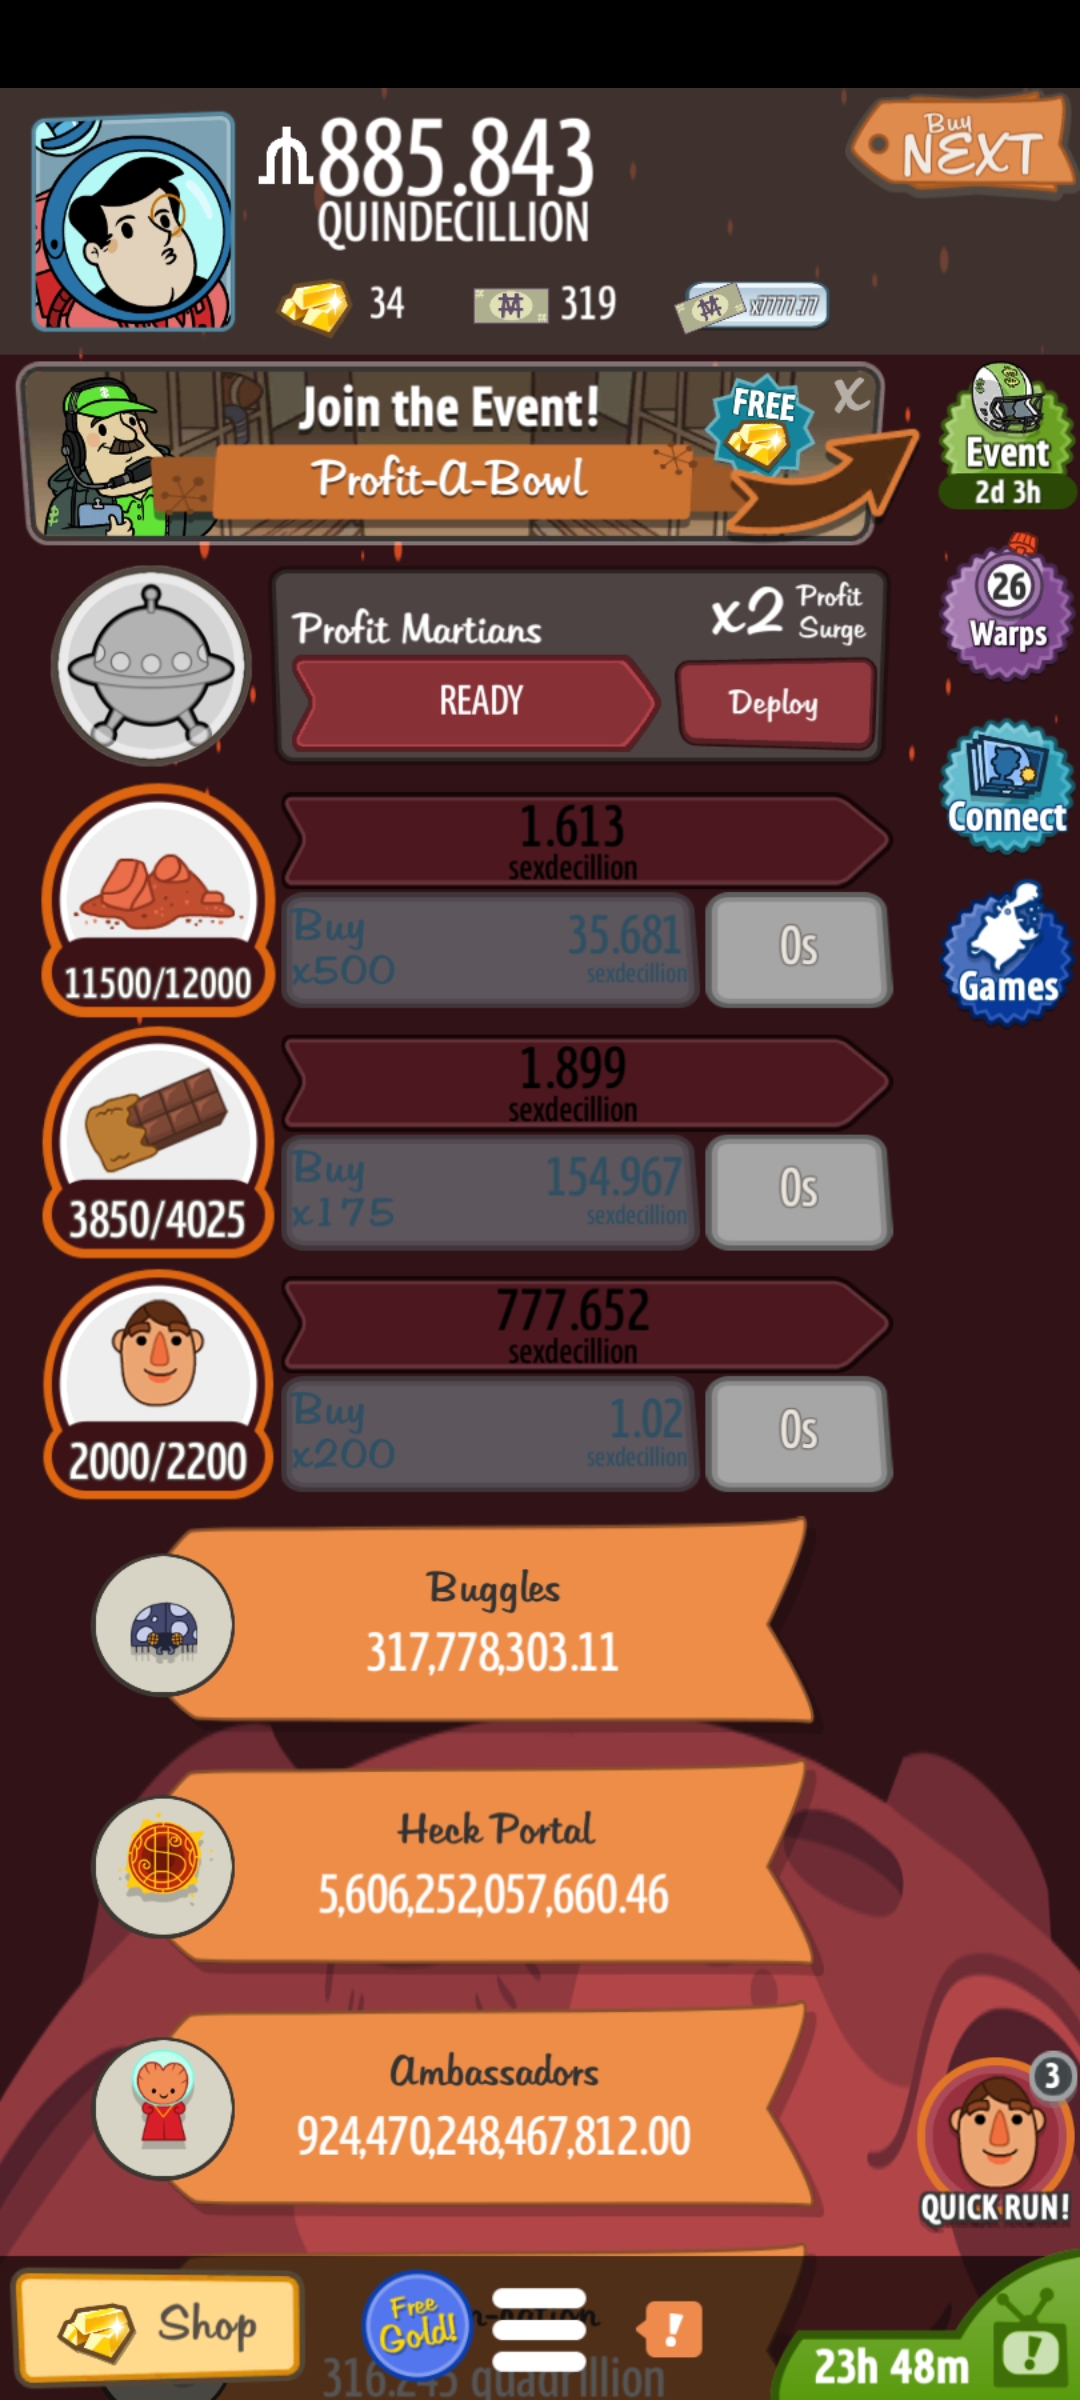 885.843
QUINDECILLION
Buy
NEXT
34
319
x7777.77
Join the Event!
Profit-A-Bowl
FREE
X
Event
2d 3h
Profit Martians
x2 Profit
Surge
READY
Deploy
26
Warps
1.613
sexdecillion
Buy
x500
35.681
sexdecillion
0s
11500/12000
Connect
Games
1.899
sexdecillion
Buy
x175
154.967
sexdecillion
0s
3850/4025
777.652
sexdecillion
Buy
x200
1.02
sexdecillion
0s
2000/2200
Buggles
317,778,303.11
Heck Portal
5,606,252,057,660.46
Ambassadors
924,470,248,467,812.00
3
QUICK RUN!
Shop
Free
Gold!
!
316.245 quadrillion
23h 48m
!